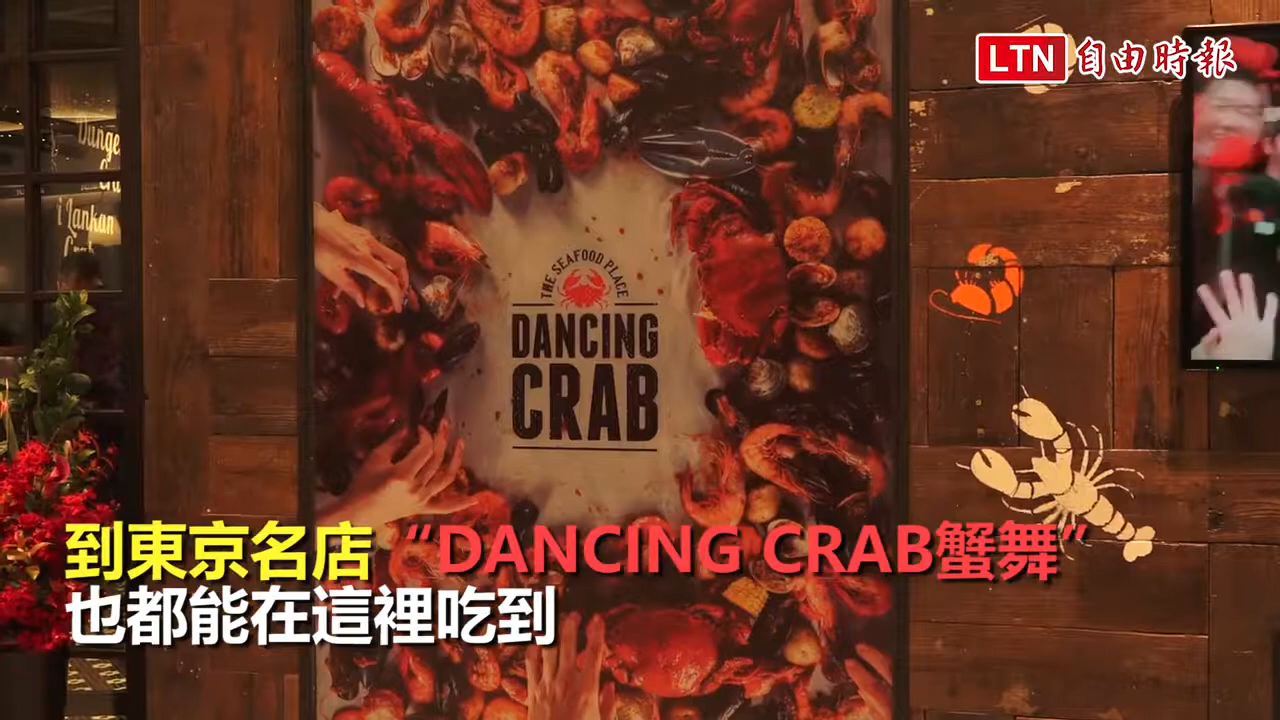 LTN 自由時報
THE SEAFOOD PLACE
DANCING
CRAB
到東京名店“DANCING CRAB蟹舞”
也都能在這裡吃到